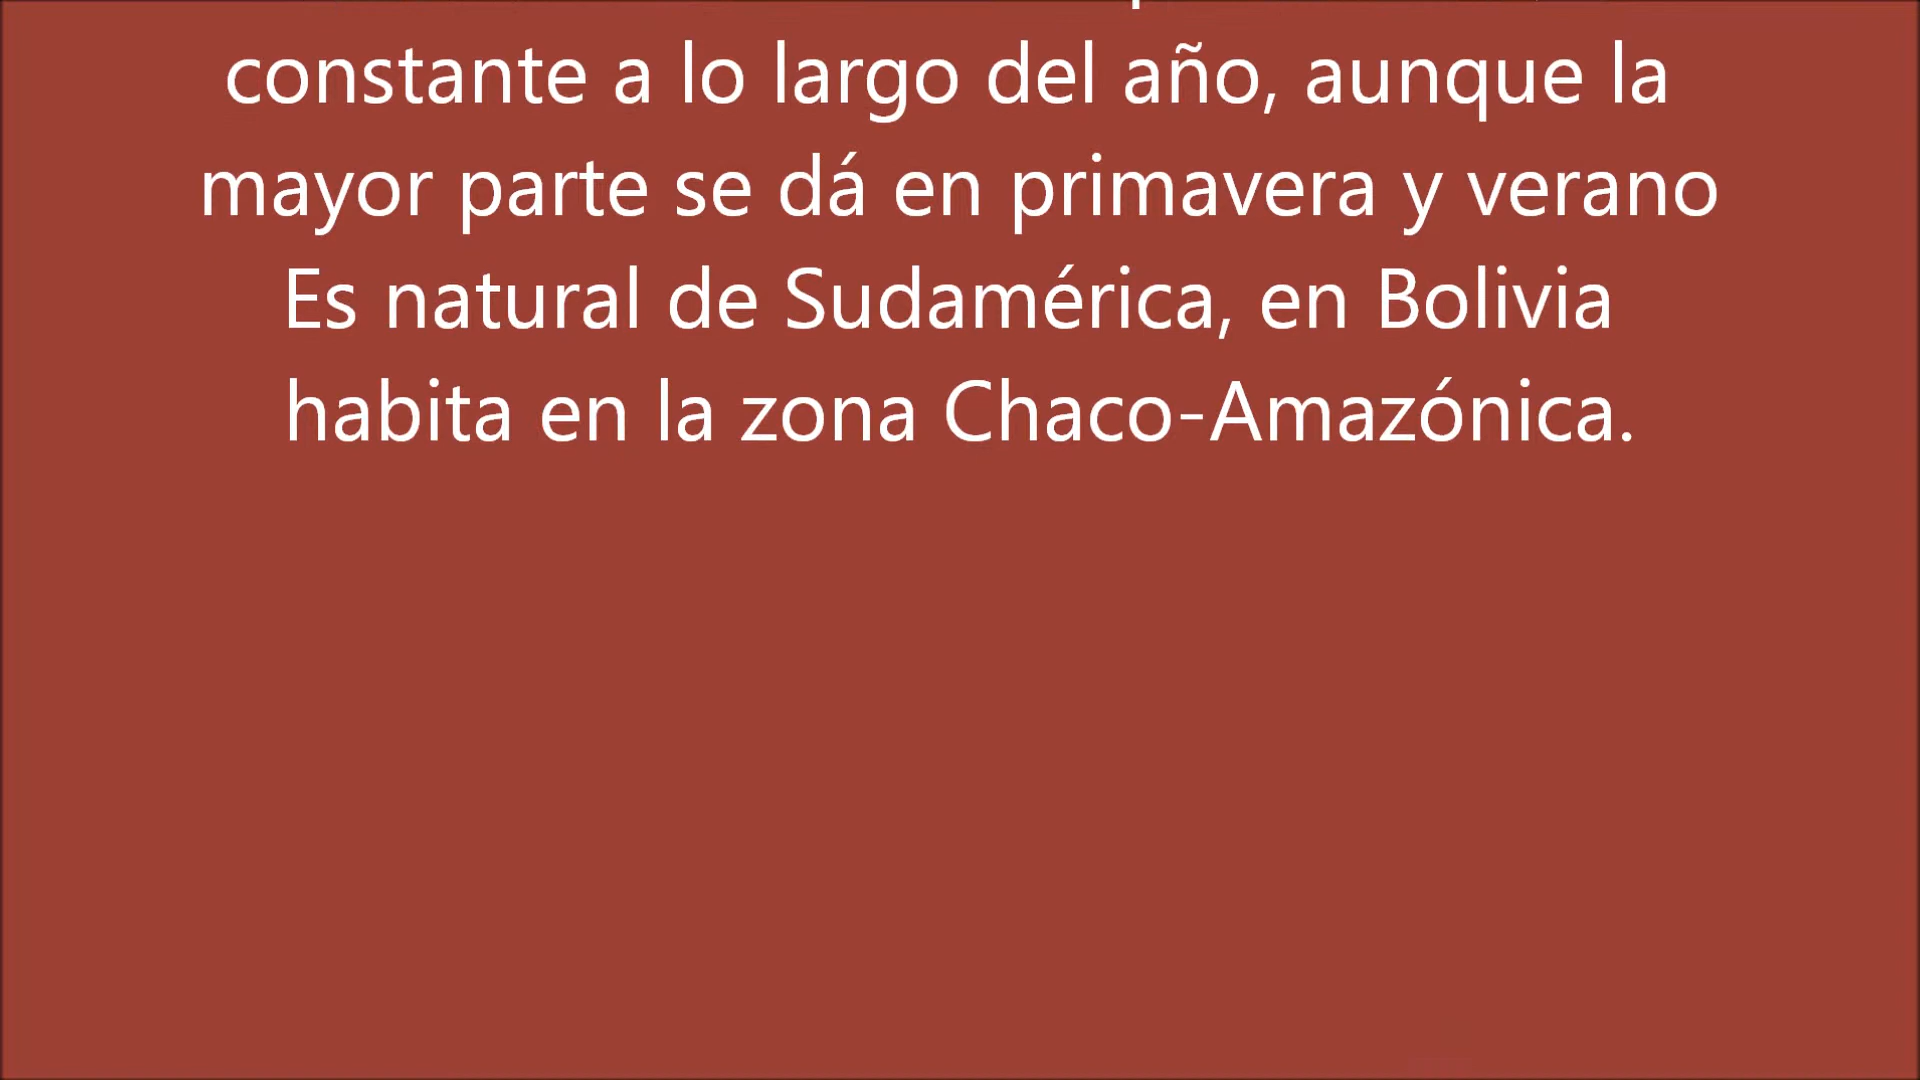 constante a lo largo del año, aunque la
mayor parte se dá en primavera y verano
Es natural de Sudamérica, en Bolivia
habita en la zona Chaco-Amazónica.